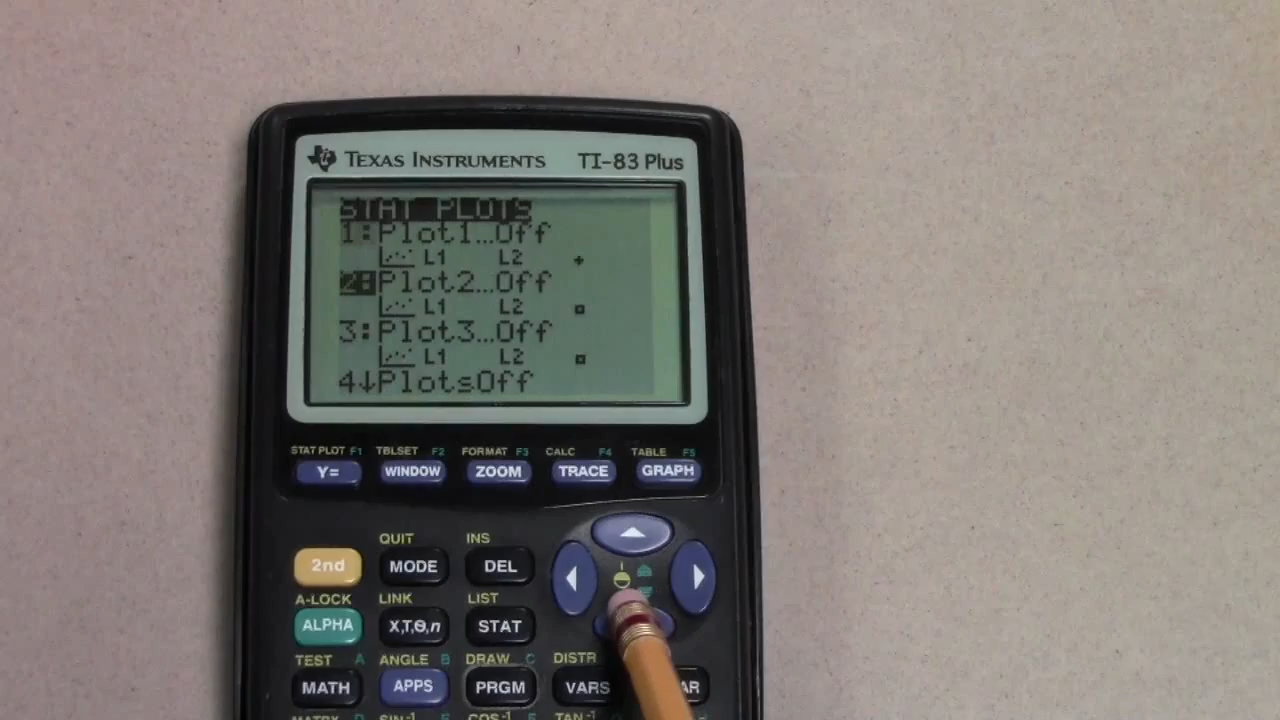 TEXAS INSTRUMENTS TI-83 Plus
STAT PLOTS
1:Plot1…Off
L1 L2 +
2:Plot2…Off
L1 L2 ▫
3:Plot3…Off
L1 L2 ▫
4↓PlotsOff
STAT PLOT F1 TBLSET F2 FORMAT F3 CALC F4 TABLE F5
Y= WINDOW ZOOM TRACE GRAPH
QUIT INS
2nd MODE DEL
A-LOCK LINK LIST
ALPHA X,T,Θ,n STAT
TEST A ANGLE B DRAW C DISTR
MATH APPS PRGM VARS